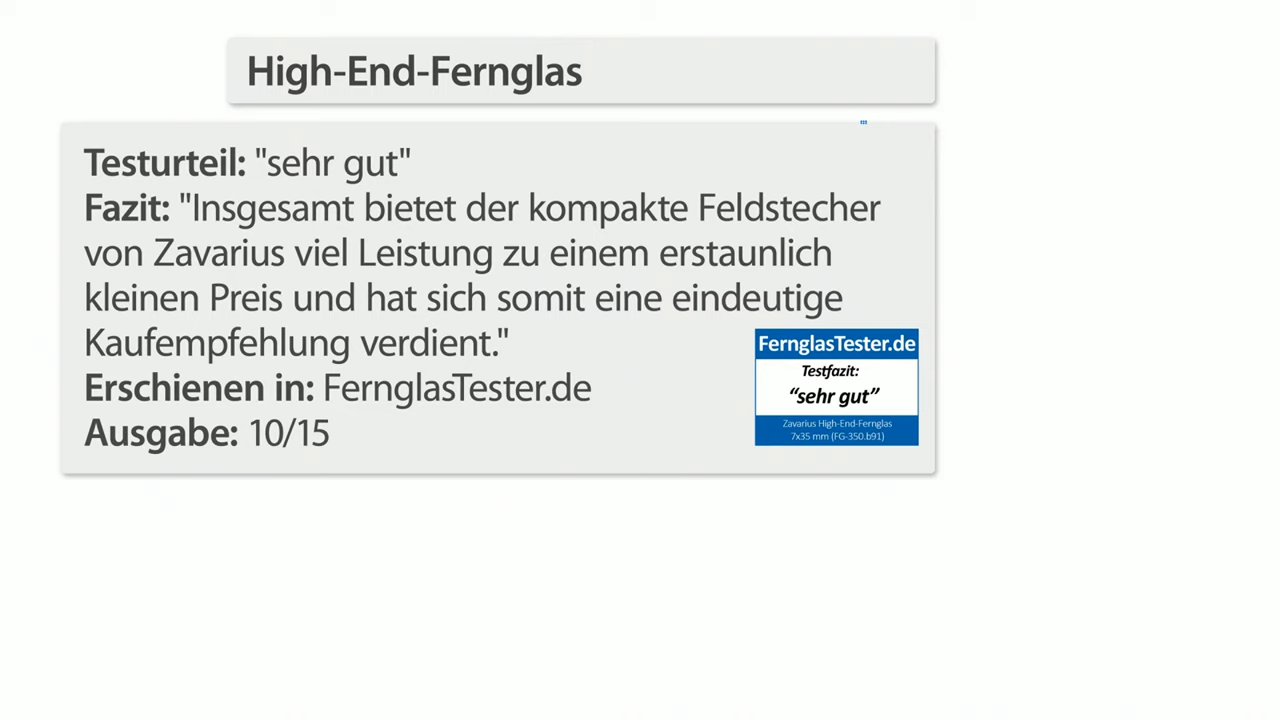 High-End-Fernglas
Testurteil: "sehr gut"
Fazit: "Insgesamt bietet der kompakte Feldstecher
von Zavarius viel Leistung zu einem erstaunlich
kleinen Preis und hat sich somit eine eindeutige
Kaufempfehlung verdient."
Erschienen in: FernglasTester.de
Ausgabe: 10/15
FernglasTester.de
Testfazit:
“sehr gut”
Zavarius High-End-Fernglas
7x35 mm (FG-350.b91)